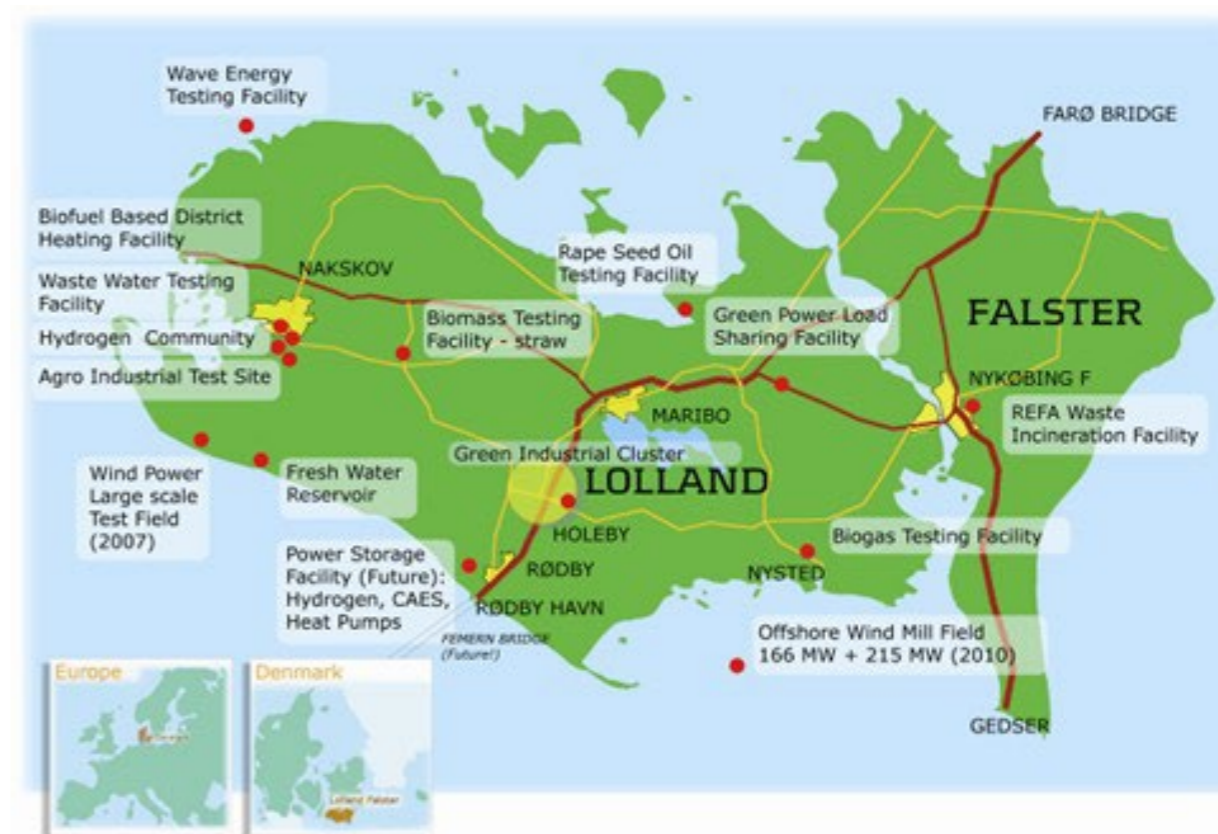 Wave Energy
Testing Facility
FARØ BRIDGE
Biofuel Based District
Heating Facility
NAKSKOV
Rape Seed Oil
Testing Facility
Waste Water Testing
Facility
Biomass Testing
Facility - straw
Green Power Load
Sharing Facility
FALSTER
Hydrogen Community
Agro Industrial Test Site
NYKØBING F
MARIBO
REFA Waste
Incineration Facility
Green Industrial Cluster
LOLLAND
Wind Power
Large scale
Test Field
(2007)
Fresh Water
Reservoir
HOLEBY
Biogas Testing Facility
Power Storage
Facility (Future):
Hydrogen, CAES,
Heat Pumps
RØDBY
NYSTED
RØDBY HAVN
FEMERN BRIDGE
(Future!)
Offshore Wind Mill Field
166 MW + 215 MW (2010)
GEDSER
Europe
Denmark
Denmark
Lolland Falster